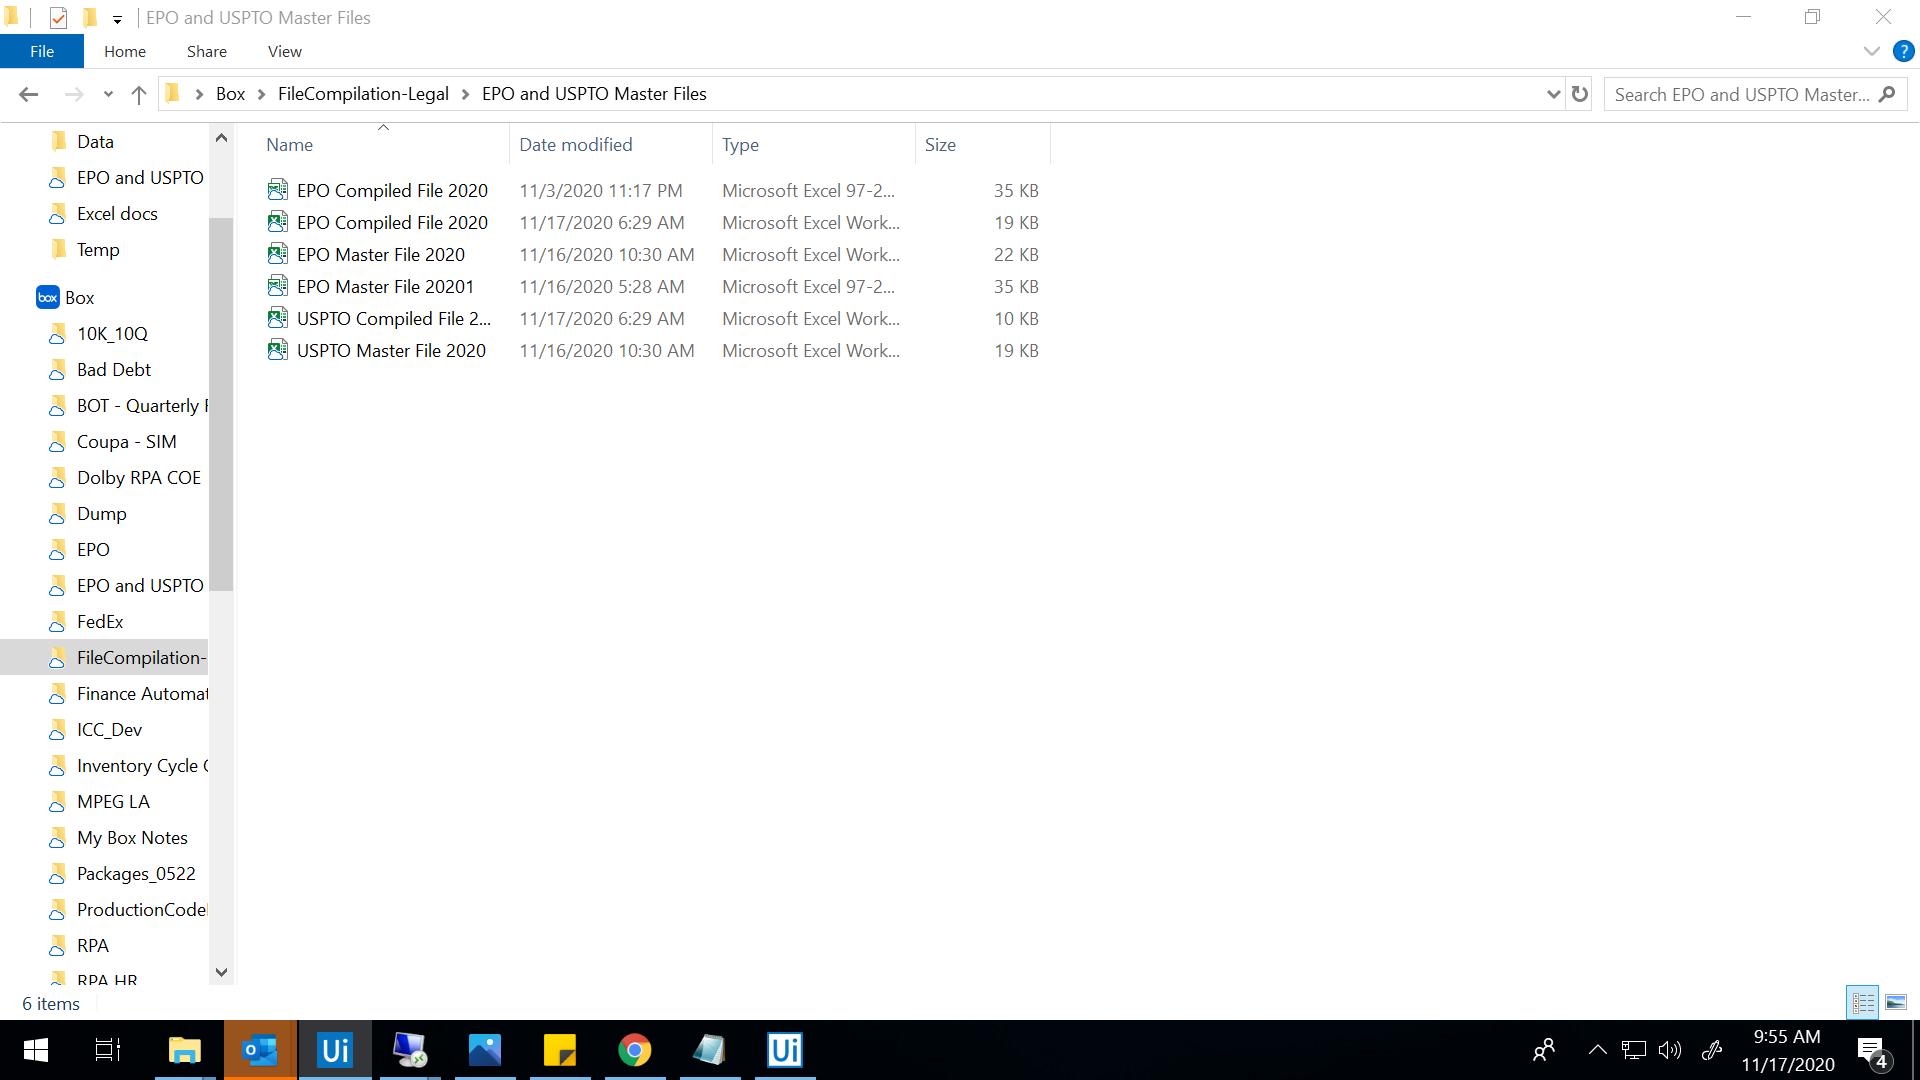 EPO and USPTO Master Files
File Home Share View
Box FileCompilation-Legal EPO and USPTO Master Files Search EPO and USPTO Master...
Name Date modified Type Size
EPO Compiled File 2020 11/3/2020 11:17 PM Microsoft Excel 97-2... 35 KB
EPO Compiled File 2020 11/17/2020 6:29 AM Microsoft Excel Work... 19 KB
EPO Master File 2020 11/16/2020 10:30 AM Microsoft Excel Work... 22 KB
EPO Master File 20201 11/16/2020 5:28 AM Microsoft Excel 97-2... 35 KB
USPTO Compiled File 2... 11/17/2020 6:29 AM Microsoft Excel Work... 10 KB
USPTO Master File 2020 11/16/2020 10:30 AM Microsoft Excel Work... 19 KB
Data
EPO and USPTO
Excel docs
Temp
box Box
10K_10Q
Bad Debt
BOT - Quarterly
Coupa - SIM
Dolby RPA COE
Dump
EPO
EPO and USPTO
FedEx
FileCompilation-
Finance Automat
ICC_Dev
Inventory Cycle
MPEG LA
My Box Notes
Packages_0522
ProductionCode
RPA
RPA HR
6 items
Ui Ui 9:55 AM
11/17/2020 4